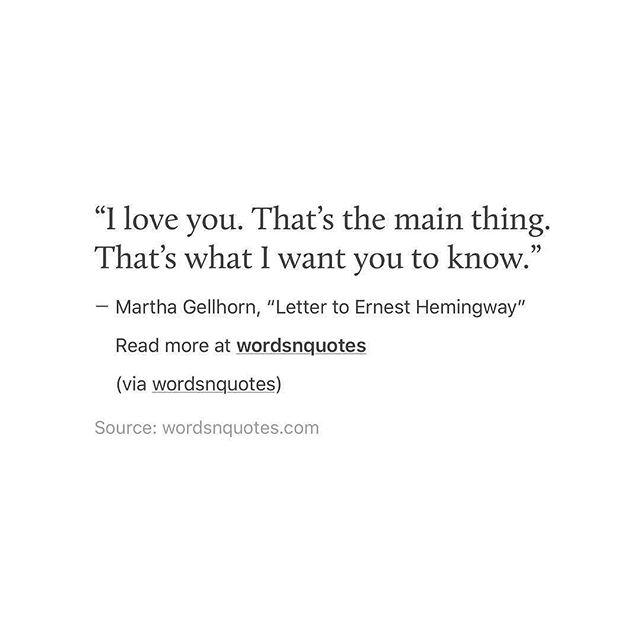 “I love you. That’s the main thing.
That’s what I want you to know.”
— Martha Gellhorn, “Letter to Ernest Hemingway”
Read more at wordsnquotes
(via wordsnquotes)
Source: wordsnquotes.com